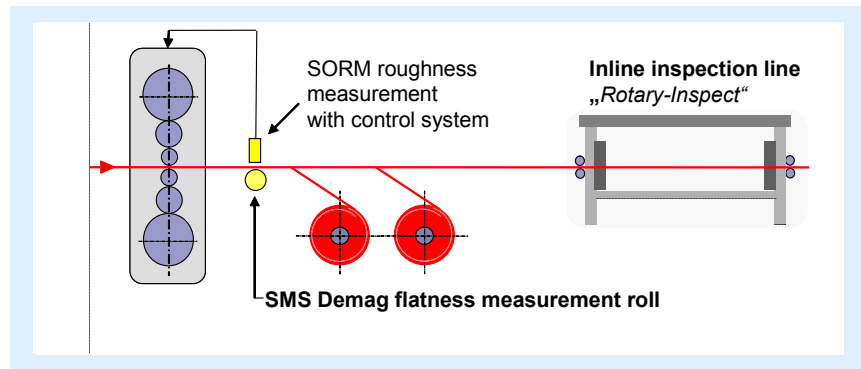 SORM roughness
measurement
with control system
Inline inspection line
„Rotary-Inspect“
SMS Demag flatness measurement roll